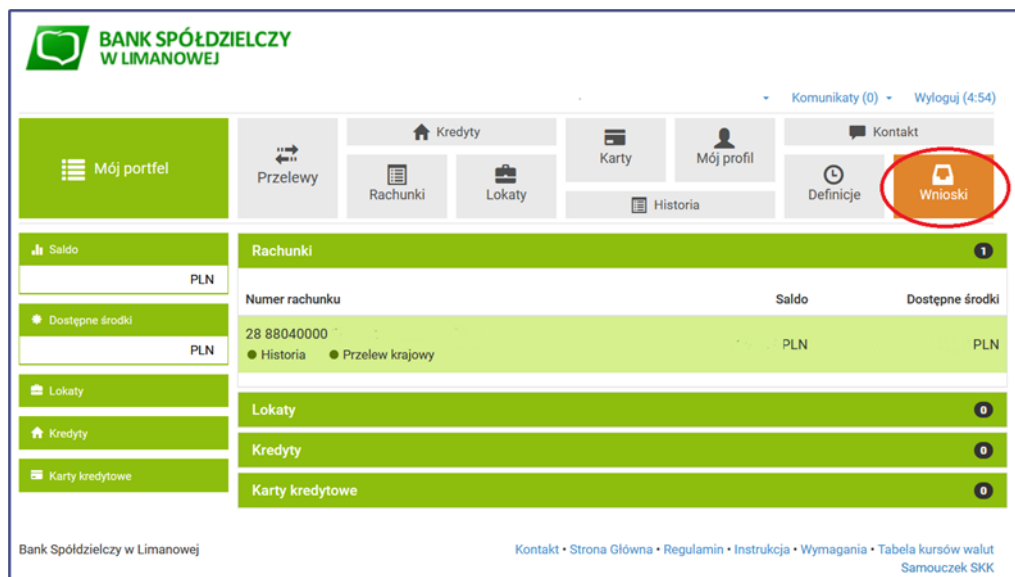 BANK SPÓŁDZIELCZY
W LIMANOWEJ
Komunikaty (0) Wyloguj (4:54)
Mój portfel
Przelewy
Kredyty
Rachunki
Lokaty
Karty
Mój profil
Historia
Kontakt
Definicje
Wnioski
Saldo
PLN
Dostępne środki
PLN
Lokaty
Kredyty
Karty kredytowe
Rachunki 1
Numer rachunku Saldo Dostępne środki
28 88040000 PLN PLN
Historia Przelew krajowy
Lokaty 0
Kredyty 0
Karty kredytowe 0
Bank Spółdzielczy w Limanowej
Kontakt • Strona Główna • Regulamin • Instrukcja • Wymagania • Tabela kursów walut
Samouczek SKK